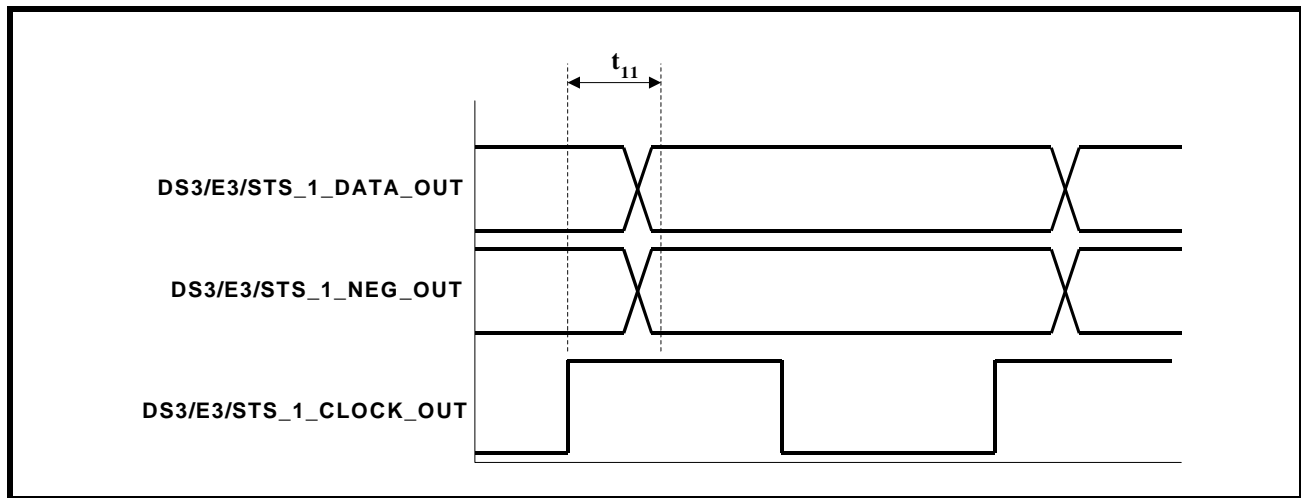 t11
DS3/E3/STS_1_DATA_OUT
DS3/E3/STS_1_NEG_OUT
DS3/E3/STS_1_CLOCK_OUT